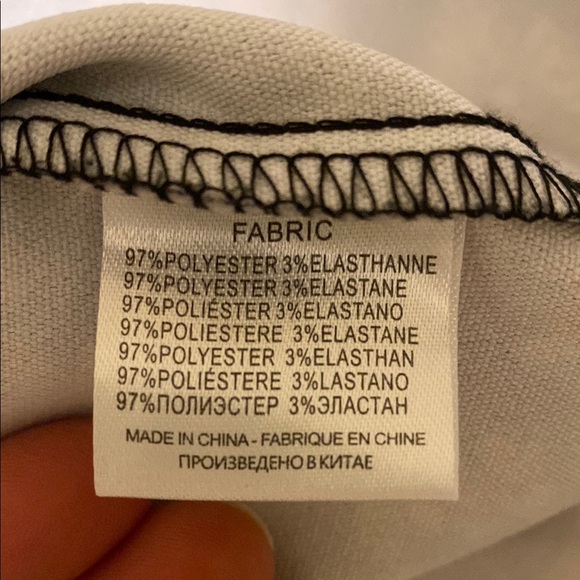 FABRIC
97%POLYESTER 3%ELASTHANNE
97%POLYESTER 3%ELASTANE
97%POLIÉSTER 3%ELASTANO
97%POLIESTERE 3%ELASTANE
97%POLYESTER 3%ELASTHAN
97%POLIÉSTERE 3%LASTANO
97%ПОЛИЭСТЕР 3%ЭЛАСТАН
MADE IN CHINA - FABRIQUE EN CHINE
ПРОИЗВЕДЕНО В КИТАЕ